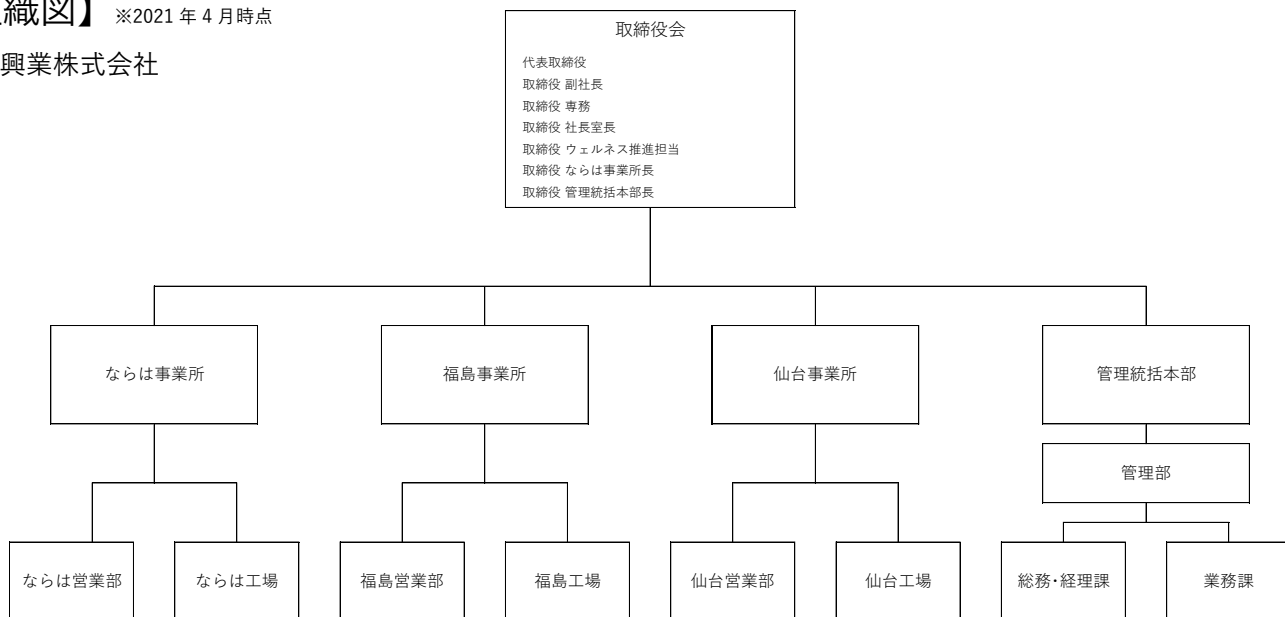 織図】 ※2021 年 4 月時点
興業株式会社
取締役会
代表取締役
取締役 副社長
取締役 専務
取締役 社長室長
取締役 ウェルネス推進担当
取締役 ならは事業所長
取締役 管理統括本部長
ならは事業所
福島事業所
仙台事業所
管理統括本部
管理部
ならは営業部
ならは工場
福島営業部
福島工場
仙台営業部
仙台工場
総務・経理課
業務課